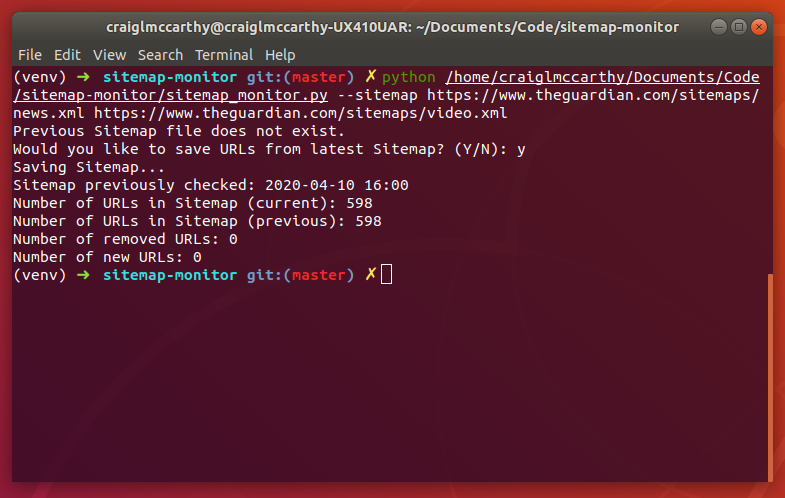 craiglmccarthy@craiglmccarthy-UX410UAR: ~/Documents/Code/sitemap-monitor
File Edit View Search Terminal Help
(venv) ➜ sitemap-monitor git:(master) ✗ python /home/craiglmccarthy/Documents/Code
/sitemap-monitor/sitemap_monitor.py --sitemap https://www.theguardian.com/sitemaps/
news.xml https://www.theguardian.com/sitemaps/video.xml
Previous Sitemap file does not exist.
Would you like to save URLs from latest Sitemap? (Y/N): y
Saving Sitemap...
Sitemap previously checked: 2020-04-10 16:00
Number of URLs in Sitemap (current): 598
Number of URLs in Sitemap (previous): 598
Number of removed URLs: 0
Number of new URLs: 0
(venv) ➜ sitemap-monitor git:(master) ✗